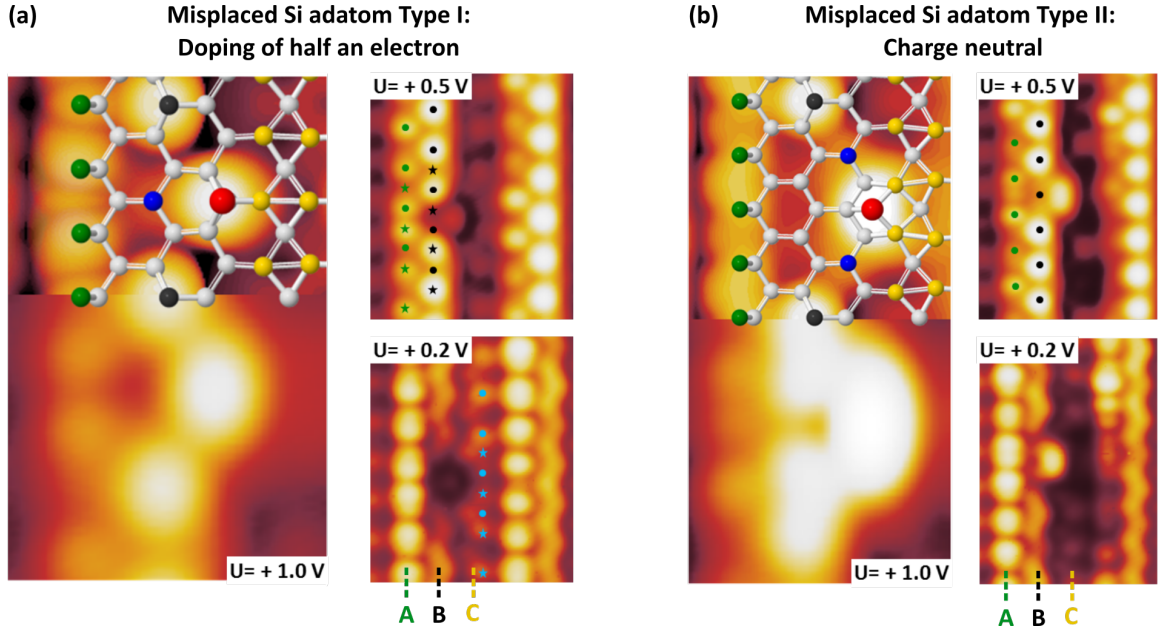 (a)
Misplaced Si adatom Type I:
Doping of half an electron
U= + 0.5 V
U= + 0.2 V
U= + 1.0 V
A
B
C
(b)
Misplaced Si adatom Type II:
Charge neutral
U= + 0.5 V
U= + 0.2 V
U= + 1.0 V
A
B
C